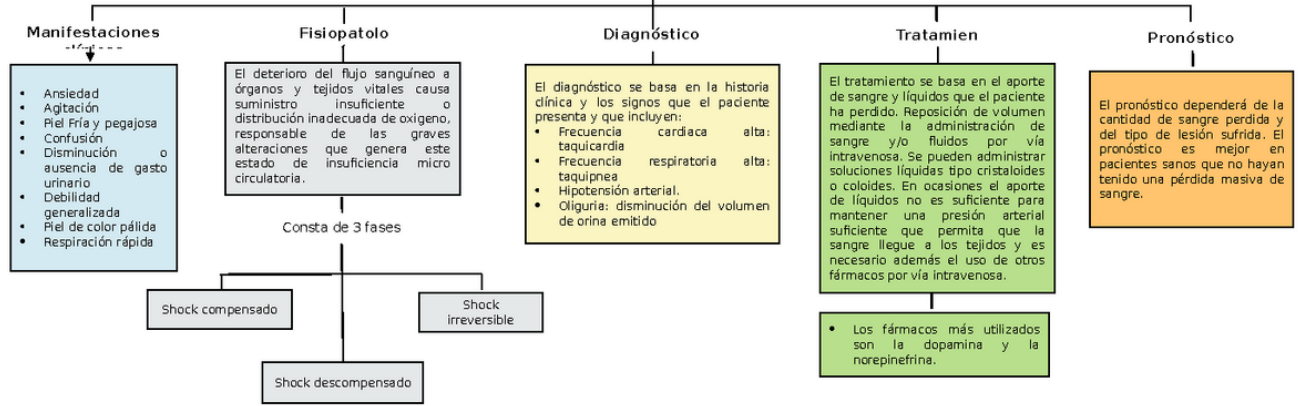 Manifestaciones
Ansiedad
Agitación
Piel Fría y pegajosa
Confusión
Disminución o
ausencia de gasto
urinario
Debilidad
generalizada
Piel de color pálida
Respiración rápida
Fisiopatolo
El deterioro del flujo sanguíneo a
órganos y tejidos vitales causa
suministro insuficiente o
distribución inadecuada de oxigeno,
responsable de las graves
alteraciones que genera este
estado de insuficiencia micro
circulatoria.
Consta de 3 fases
Shock compensado
Shock
irreversible
Shock descompensado
Diagnóstico
El diagnóstico se basa en la historia
clínica y los signos que el paciente
presenta y que incluyen:
Frecuencia cardiaca alta:
taquicardia
Frecuencia respiratoria alta:
taquipnea
Hipotensión arterial.
Oliguria: disminución del volumen
de orina emitido
Tratamien
El tratamiento se basa en el aporte
de sangre y líquidos que el paciente
ha perdido. Reposición de volumen
mediante la administración de
sangre y/o fluidos por vía
intravenosa. Se pueden administrar
soluciones líquidas tipo cristaloides
o coloides. En ocasiones el aporte
de líquidos no es suficiente para
mantener una presión arterial
suficiente que permita que la
sangre llegue a los tejidos y es
necesario además el uso de otros
fármacos por vía intravenosa.
Los fármacos más utilizados
son la dopamina y la
norepinefrina.
Pronóstico
El pronóstico dependerá de la
cantidad de sangre perdida y
del tipo de lesión sufrida. El
pronóstico es mejor en
pacientes sanos que no hayan
tenido una pérdida masiva de
sangre.